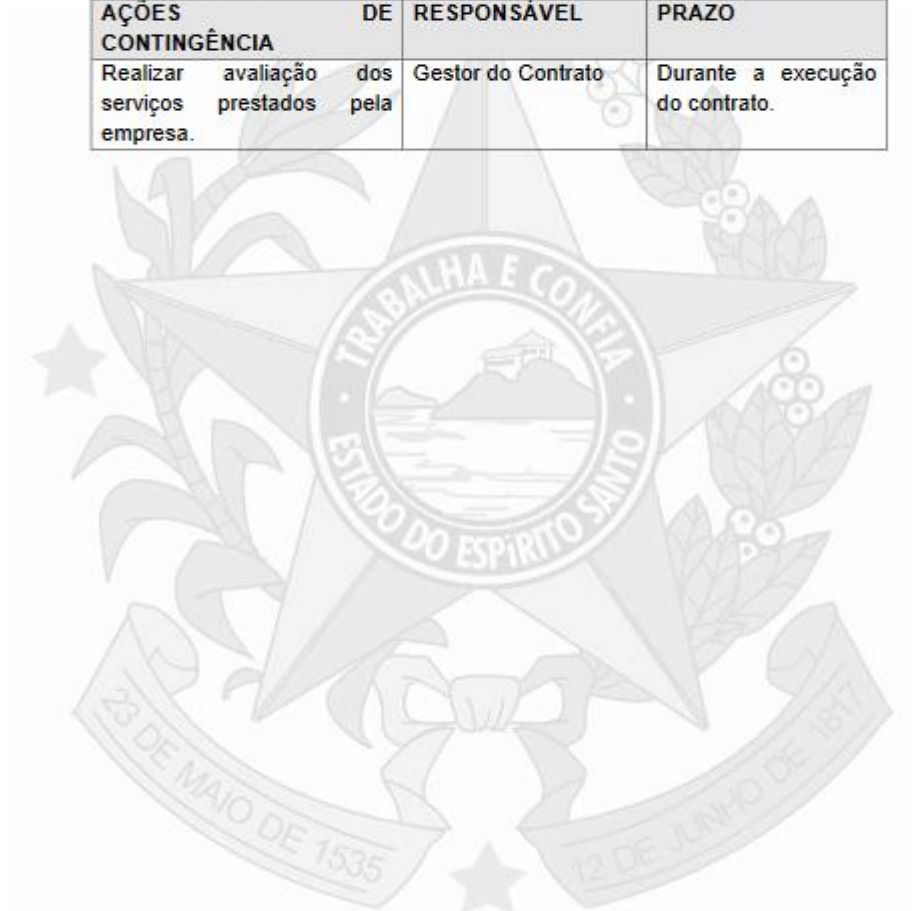 AÇÕES DE RESPONSÁVEL PRAZO
CONTINGÊNCIA
Realizar avaliação dos Gestor do Contrato Durante a execução
serviços prestados pela do contrato.
empresa.
TRABALHA E CONFIA
ESTADO DO ESPÍRITO SANTO
23 DE MAIO DE 1535
12 DE JUNHO DE 1817